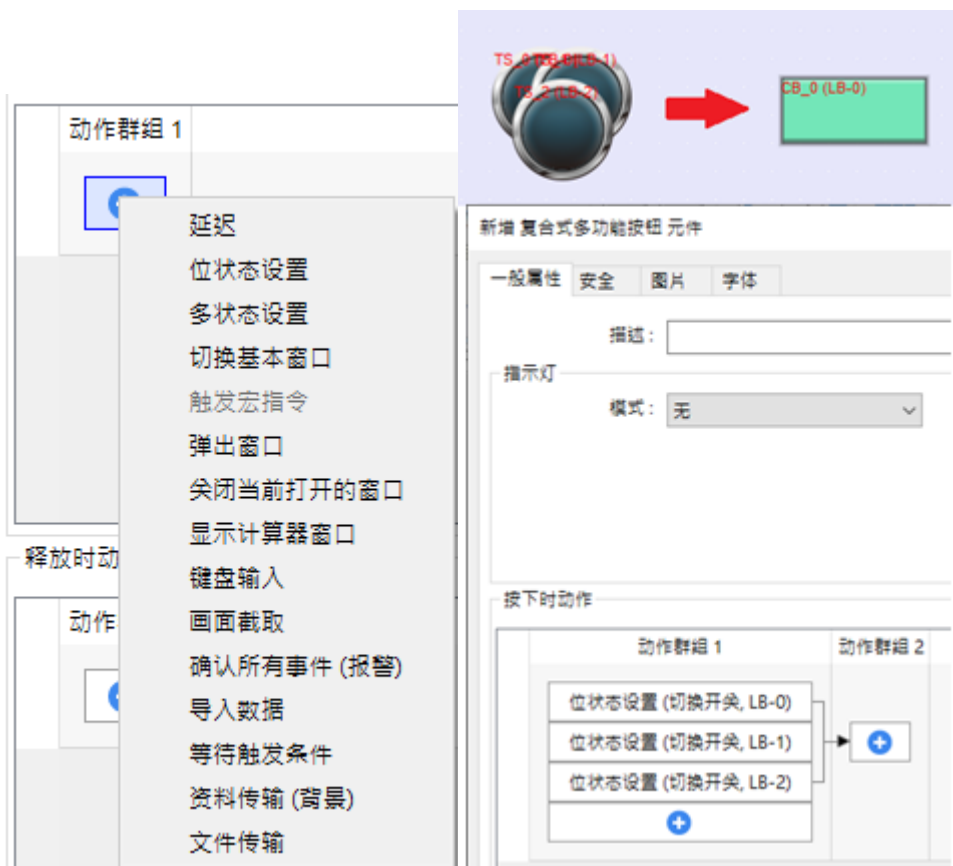 动作群组 1
延迟
位状态设置
多状态设置
切换基本窗口
触发宏指令
弹出窗口
关闭当前打开的窗口
显示计算器窗口
键盘输入
画面截取
确认所有事件 (报警)
导入数据
等待触发条件
资料传输 (背景)
文件传输
释放时动
动作
TS_2 (LB-2)
CB_0 (LB-0)
新增 复合式多功能按钮 元件
一般属性 安全 图片 字体
描述 :
指示灯
模式 : 无
按下时动作
动作群组 1 动作群组 2
位状态设置 (切换开关, LB-0)
位状态设置 (切换开关, LB-1)
位状态设置 (切换开关, LB-2)